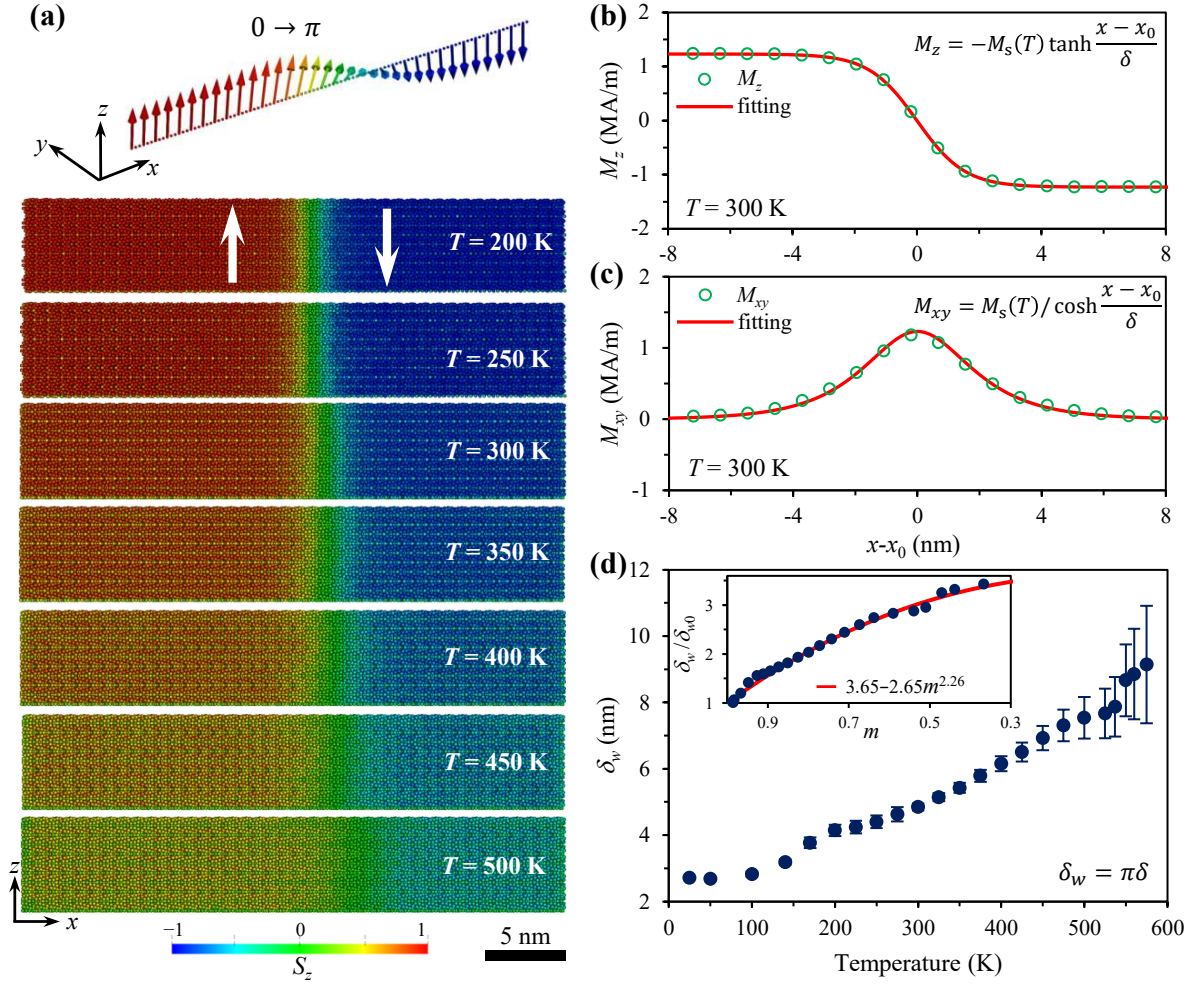 (a)
0 → π
z
y
x
T = 200 K
T = 250 K
T = 300 K
T = 350 K
T = 400 K
T = 450 K
T = 500 K
z
x
−1 0 1
S_z
5 nm
(b)
M_z = −M_s(T) tanh (x − x_0)/δ
M_z
fitting
M_z (MA/m)
2
1
0
-1
-2
T = 300 K
-8 -4 0 4 8
(c)
M_xy
fitting
M_xy = M_s(T)/ cosh (x − x_0)/δ
M_xy (MA/m)
2
1
0
-1
T = 300 K
-8 -4 0 4 8
x-x_0 (nm)
(d)
δ_w (nm)
12
10
8
6
4
2
δ_w/δ_w0
3
2
1
3.65−2.65m^2.26
0.9 0.7 0.5 0.3
m
δ_w = πδ
0 100 200 300 400 500 600
Temperature (K)